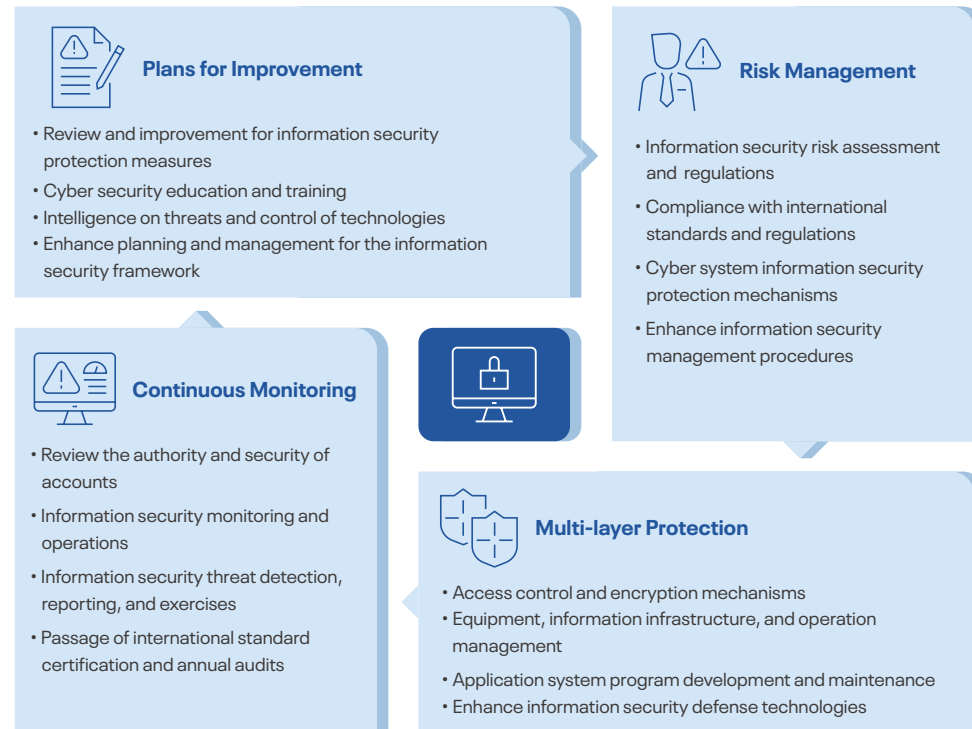 Plans for Improvement
• Review and improvement for information security
protection measures
• Cyber security education and training
• Intelligence on threats and control of technologies
• Enhance planning and management for the information
security framework
Risk Management
• Information security risk assessment
and regulations
• Compliance with international
standards and regulations
• Cyber system information security
protection mechanisms
• Enhance information security
management procedures
Continuous Monitoring
• Review the authority and security of
accounts
• Information security monitoring and
operations
• Information security threat detection,
reporting, and exercises
• Passage of international standard
certification and annual audits
Multi-layer Protection
• Access control and encryption mechanisms
• Equipment, information infrastructure, and operation
management
• Application system program development and maintenance
• Enhance information security defense technologies